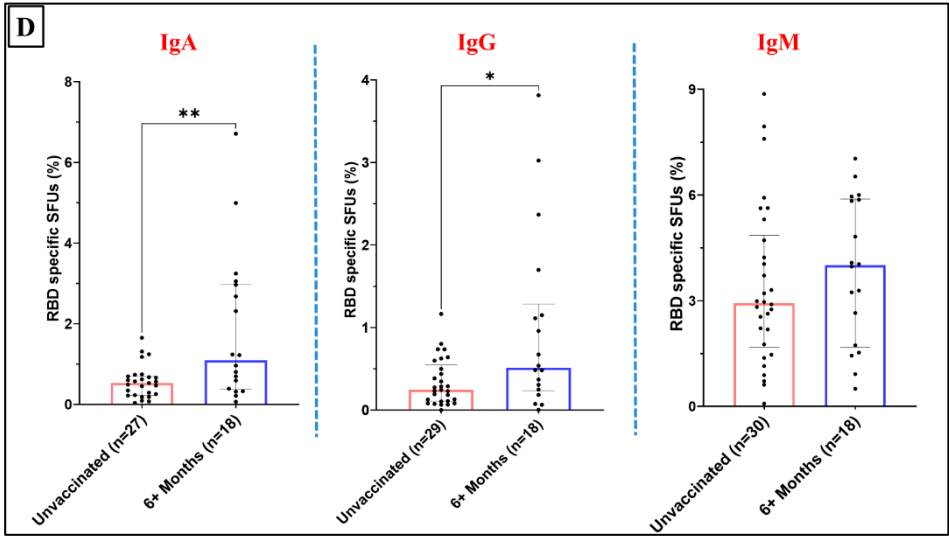 D
IgA
IgG
IgM
RBD specific SFUs (%)
8
6
4
2
0
**
Unvaccinated (n=27)
6+ Months (n=18)
RBD specific SFUs (%)
4
3
2
1
0
*
Unvaccinated (n=29)
6+ Months (n=18)
RBD specific SFUs (%)
9
6
3
0
Unvaccinated (n=30)
6+ Months (n=18)